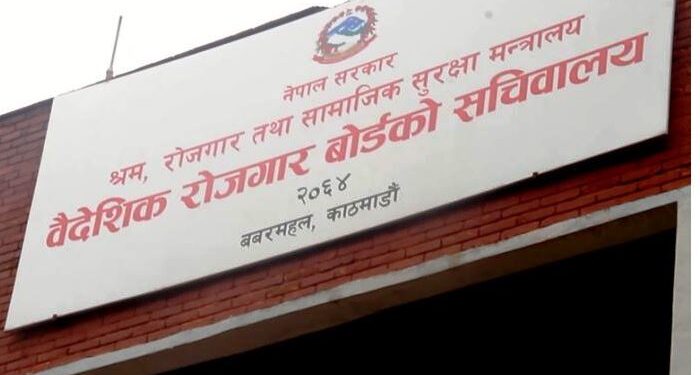 नेपाल सरकार
श्रम, रोजगार तथा सामाजिक सुरक्षा मन्त्रालय
वैदेशिक रोजगार बोर्डको सचिवालय
२०६४
बबरमहल, काठमाडौं